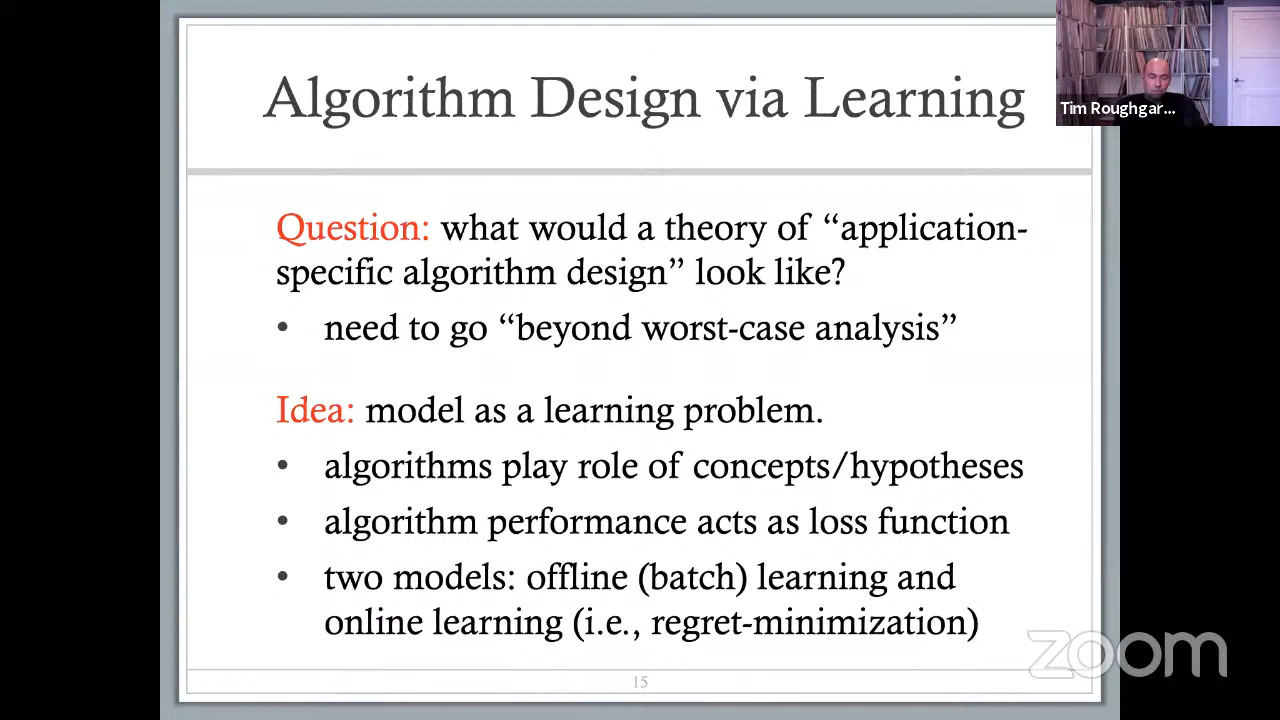 Algorithm Design via Learning
Tim Roughgar...
Question: what would a theory of “application-
specific algorithm design” look like?
• need to go “beyond worst-case analysis”
Idea: model as a learning problem.
• algorithms play role of concepts/hypotheses
• algorithm performance acts as loss function
• two models: offline (batch) learning and
online learning (i.e., regret-minimization)
zoom
15